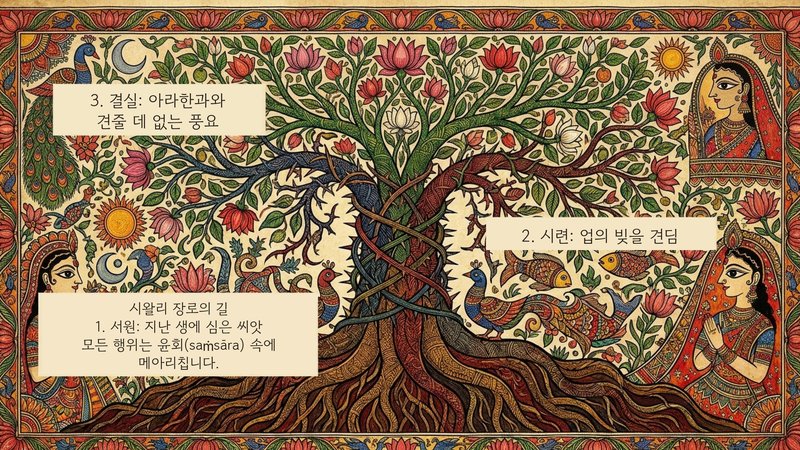 3. 결실: 아라한과와
견줄 데 없는 풍요
2. 시련: 업의 빚을 견딤
시왈리 장로의 길
1. 서원: 지난 생에 심은 씨앗
모든 행위는 윤회(saṁsāra) 속에
메아리칩니다.